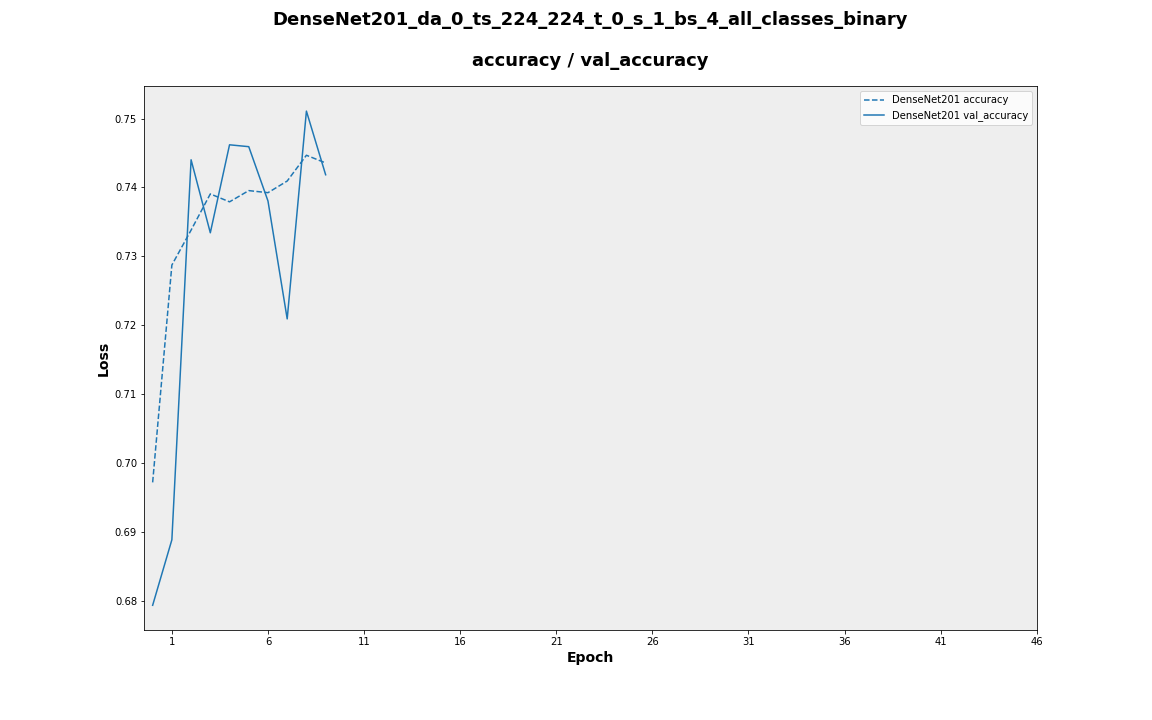 DenseNet201_da_0_ts_224_224_t_0_s_1_bs_4_all_classes_binary
accuracy / val_accuracy
DenseNet201 accuracy
DenseNet201 val_accuracy
0.75
0.74
0.73
0.72
0.71
0.70
0.69
0.68
Loss
1 6 11 16 21 26 31 36 41 46
Epoch